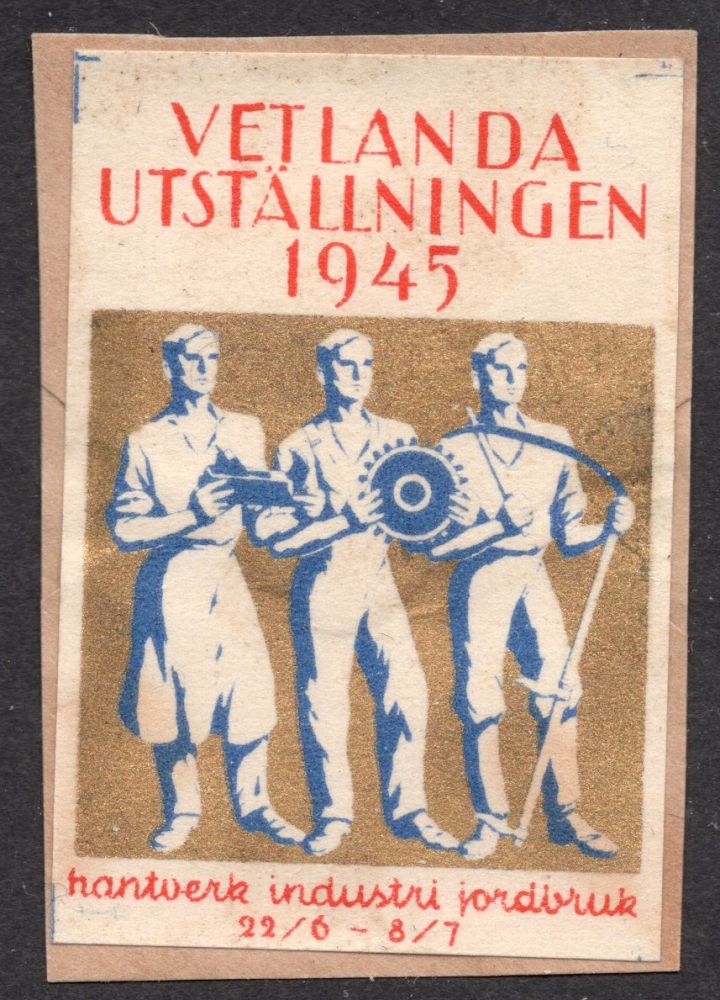 VETLANDA
UTSTÄLLNINGEN
1945
hantverk industri jordbruk
22/6 - 8/7